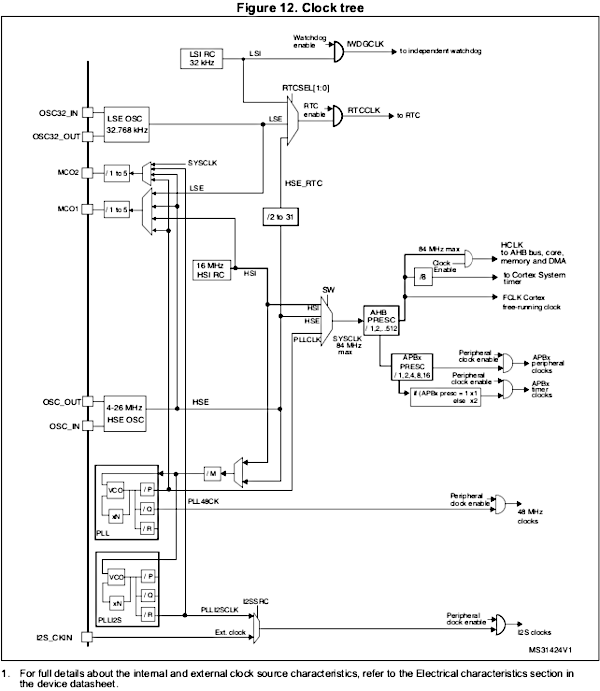 Figure 12. Clock tree
Watchdog
enable
IWDGCLK
to independent watchdog
LSI RC
32 kHz
LSI
RTCSEL[1:0]
OSC32_IN
OSC32_OUT
LSE OSC
32.768 kHz
LSE
RTC
enable
RTCCLK
to RTC
MCO2
/ 1 to 5
SYSCLK
LSE
MCO1
/ 1 to 5
HSE_RTC
/2 to 31
16 MHz
HSI RC
HSI
SW
HSI
HSE
PLLCLK
SYSCLK
84 MHz
max
AHB
PRESC
/ 1,2,..512
84 MHz max
Clock
Enable
HCLK
to AHB bus, core,
memory and DMA
/8
to Cortex System
timer
FCLK Cortex
free-running clock
APBx
PRESC
/ 1,2,4,8,16
Peripheral
clock enable
APBx
peripheral
clocks
if (APBx presc = 1 x1
else x2
Peripheral
clock enable
APBx
timer
clocks
OSC_OUT
OSC_IN
4-26 MHz
HSE OSC
HSE
/ M
VCO
xN
/ P
/ Q
/ R
PLL
PLL48CK
Peripheral
clock enable
48 MHz
clocks
VCO
xN
/ P
/ Q
/ R
PLLI2S
PLLI2SCLK
I2SSRC
I2S_CKIN
Ext. clock
Peripheral
clock enable
I2S clocks
MS31424V1
1. For full details about the internal and external clock source characteristics, refer to the Electrical characteristics section in
the device datasheet.